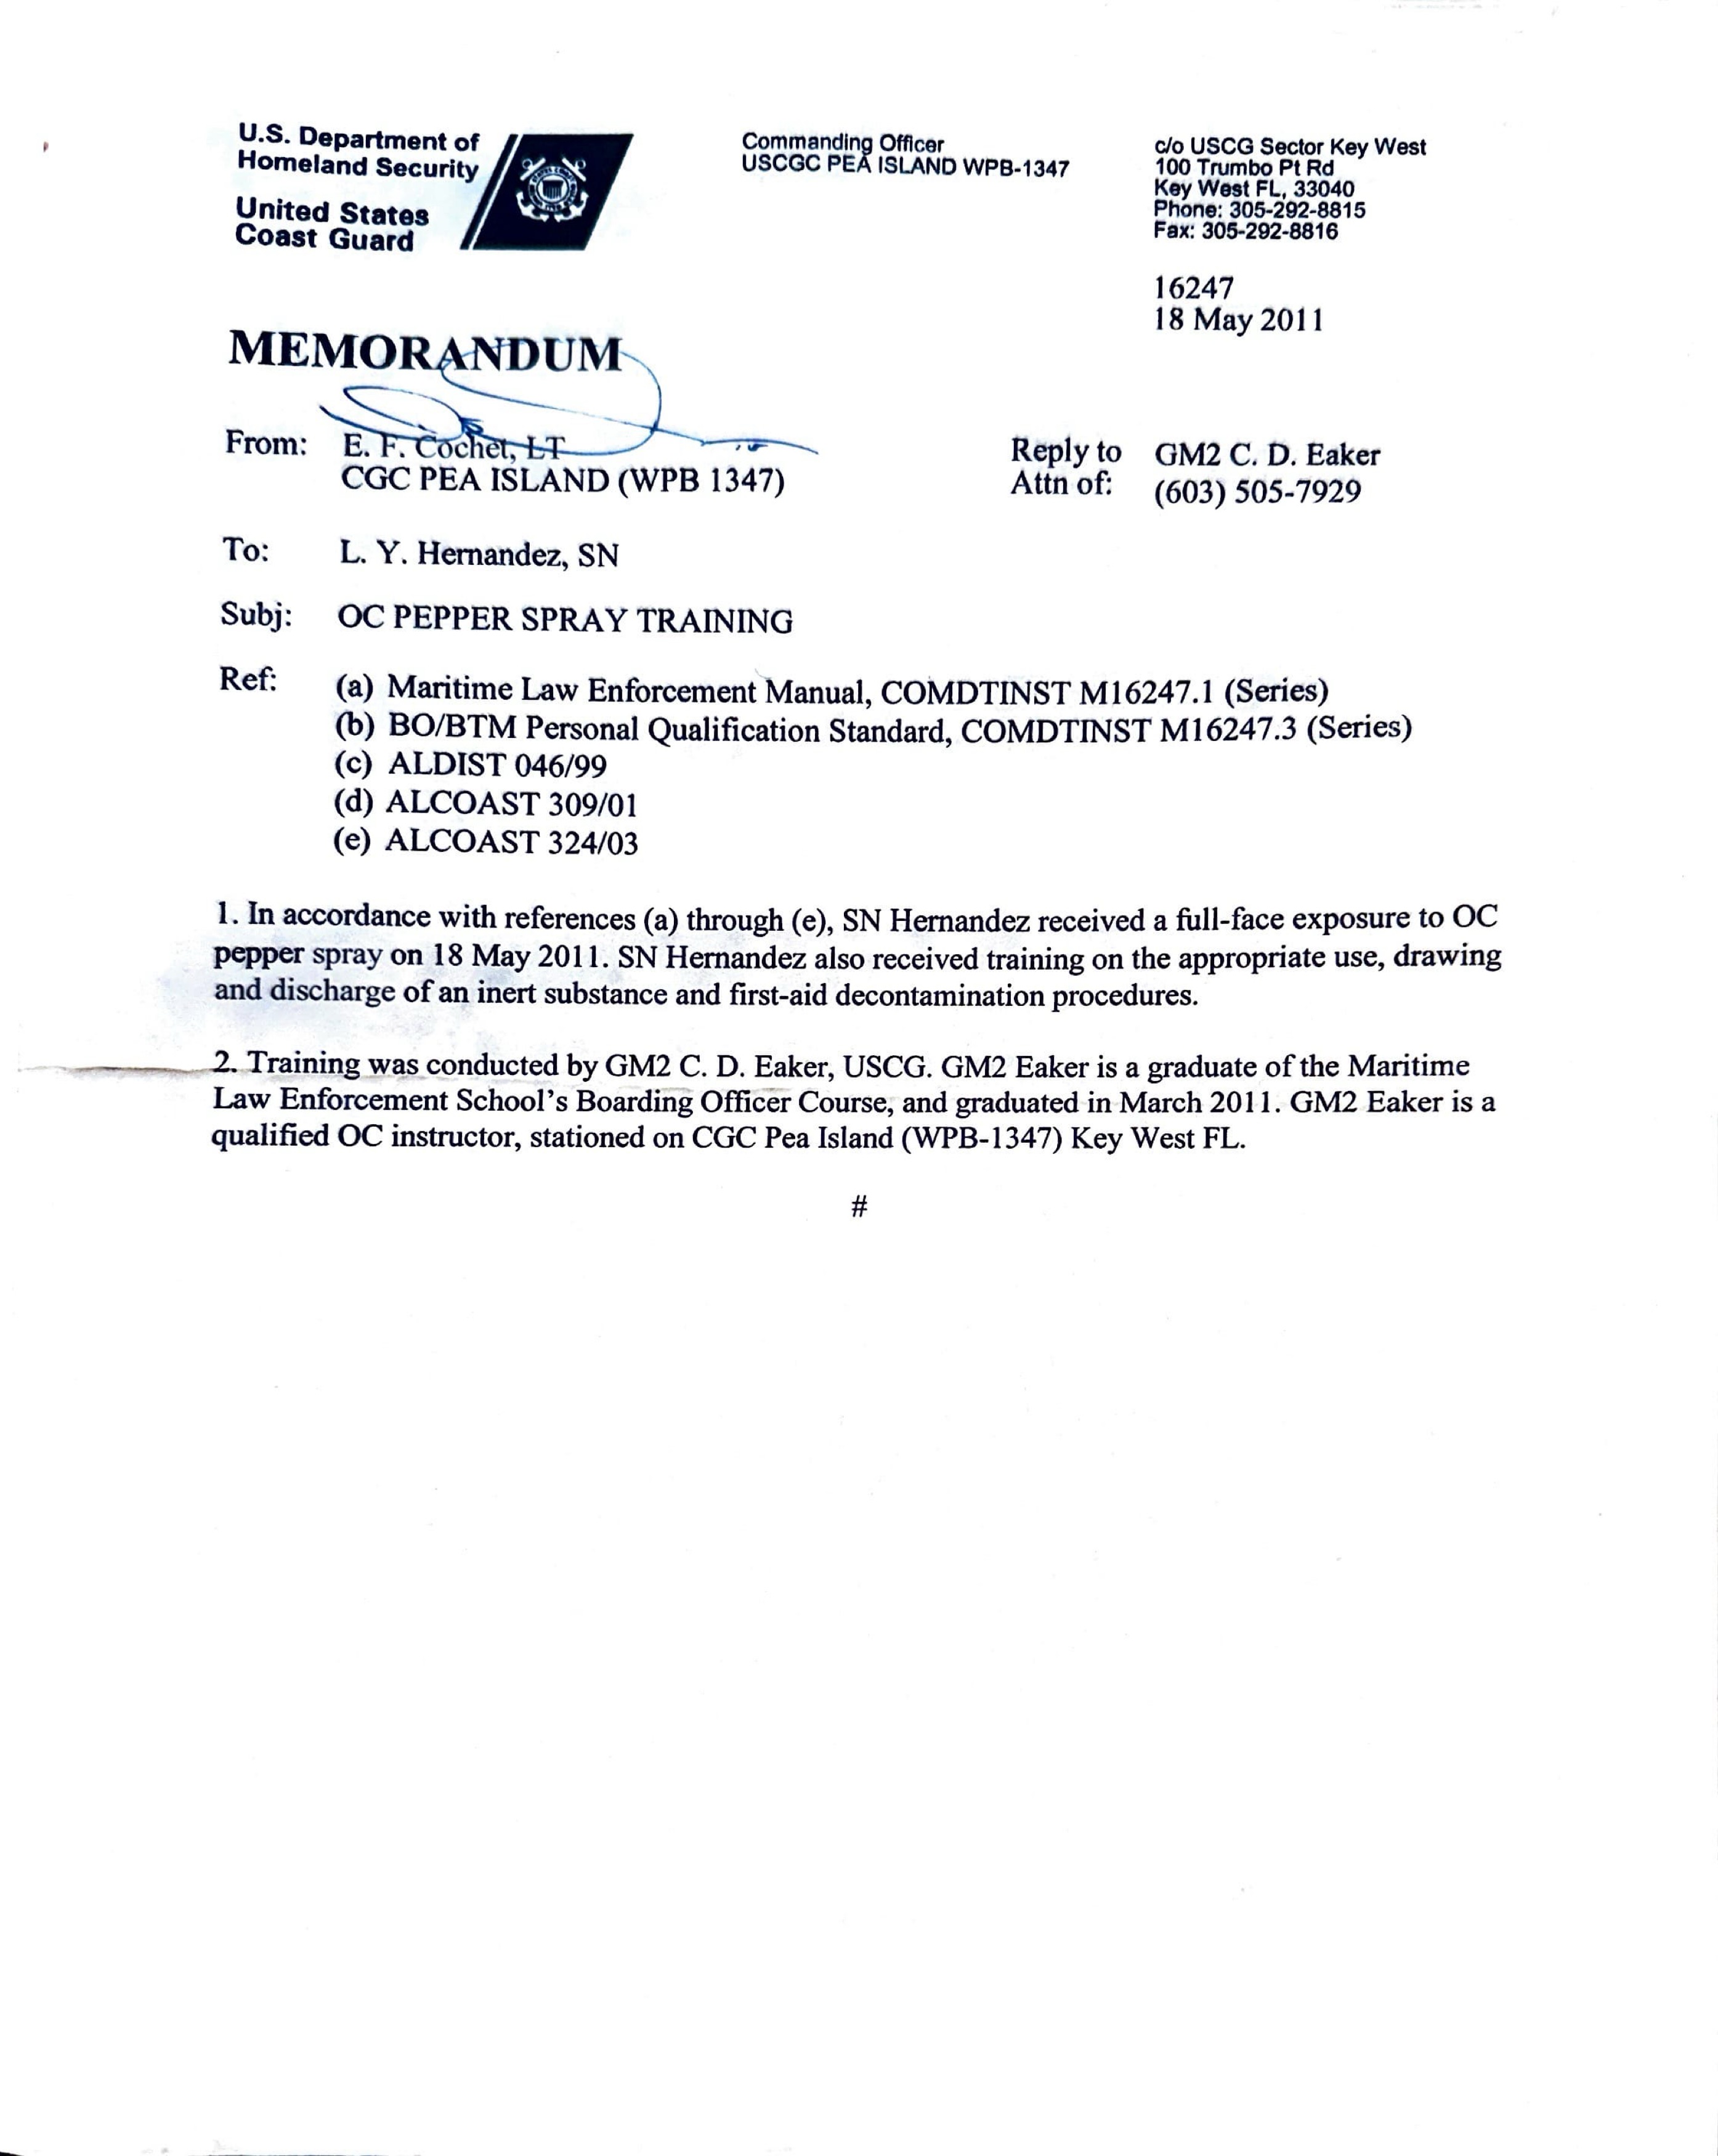 U.S. Department of
Homeland Security
United States
Coast Guard
Commanding Officer
USCGC PEA ISLAND WPB-1347
c/o USCG Sector Key West
100 Trumbo Pt Rd
Key West FL, 33040
Phone: 305-292-8815
Fax: 305-292-8816
16247
18 May 2011
MEMORANDUM
From: E. F. Cochet, LT
CGC PEA ISLAND (WPB 1347)
Reply to GM2 C. D. Eaker
Attn of: (603) 505-7929
To: L. Y. Hernandez, SN
Subj: OC PEPPER SPRAY TRAINING
Ref: (a) Maritime Law Enforcement Manual, COMDTINST M16247.1 (Series)
(b) BO/BTM Personal Qualification Standard, COMDTINST M16247.3 (Series)
(c) ALDIST 046/99
(d) ALCOAST 309/01
(e) ALCOAST 324/03
1. In accordance with references (a) through (e), SN Hernandez received a full-face exposure to OC
pepper spray on 18 May 2011. SN Hernandez also received training on the appropriate use, drawing
and discharge of an inert substance and first-aid decontamination procedures.
2. Training was conducted by GM2 C. D. Eaker, USCG. GM2 Eaker is a graduate of the Maritime
Law Enforcement School's Boarding Officer Course, and graduated in March 2011. GM2 Eaker is a
qualified OC instructor, stationed on CGC Pea Island (WPB-1347) Key West FL.
#